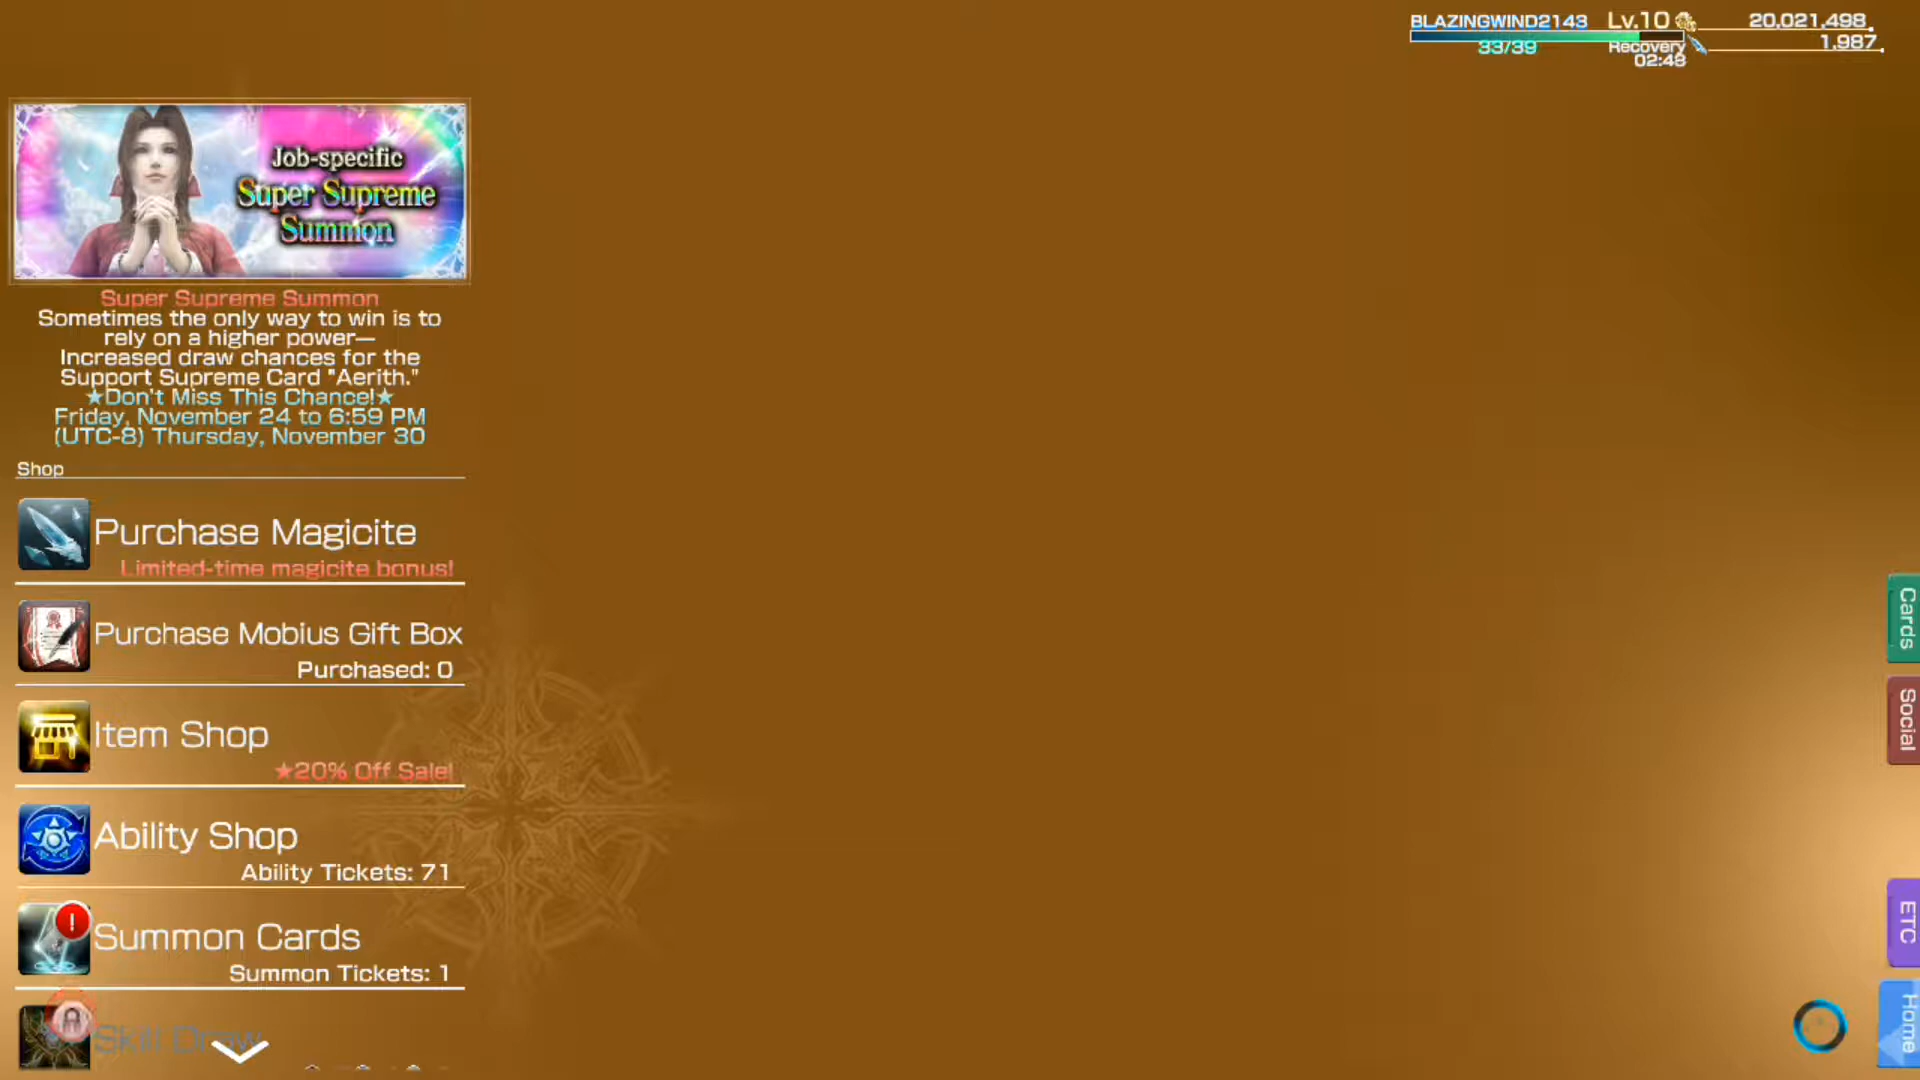 BLAZINGWIND2143 Lv.10 20,021,498
33/39 Recovery 1,987
02:48
Job-specific
Super Supreme
Summon
Super Supreme Summon
Sometimes the only way to win is to
rely on a higher power—
Increased draw chances for the
Support Supreme Card "Aerith."
★Don't Miss This Chance!★
Friday, November 24 to 6:59 PM
(UTC-8) Thursday, November 30
Shop
Purchase Magicite
Limited-time magicite bonus!
Purchase Mobius Gift Box
Purchased: 0
Item Shop
★20% Off Sale!
Ability Shop
Ability Tickets: 71
Summon Cards
Summon Tickets: 1
Skill Draw
Cards
Social
ETC
Home